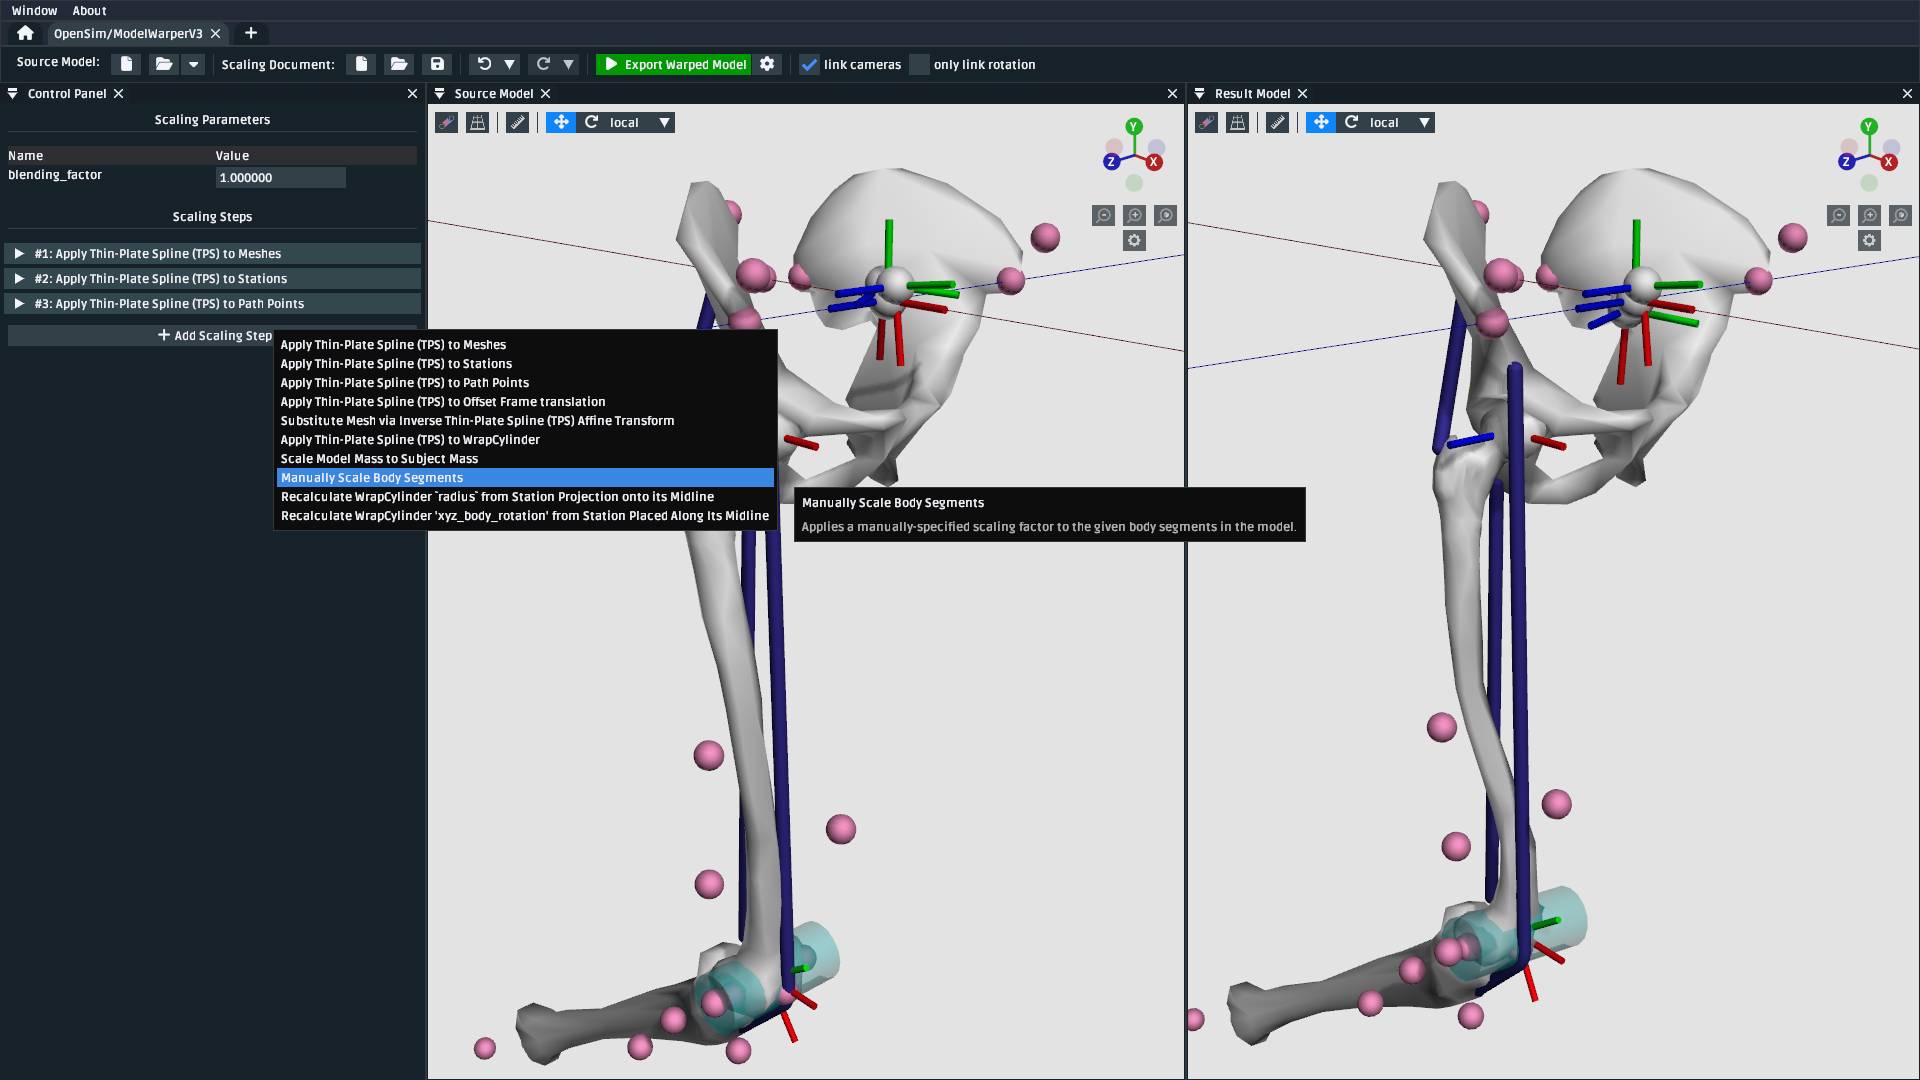 Window About
OpenSim/ModelWarperV3
Source Model: Scaling Document: Export Warped Model link cameras only link rotation
Control Panel
Scaling Parameters
Name Value
blending_factor 1.000000
Scaling Steps
#1: Apply Thin-Plate Spline (TPS) to Meshes
#2: Apply Thin-Plate Spline (TPS) to Stations
#3: Apply Thin-Plate Spline (TPS) to Path Points
Add Scaling Step
Apply Thin-Plate Spline (TPS) to Meshes
Apply Thin-Plate Spline (TPS) to Stations
Apply Thin-Plate Spline (TPS) to Path Points
Apply Thin-Plate Spline (TPS) to Offset Frame translation
Substitute Mesh via Inverse Thin-Plate Spline (TPS) Affine Transform
Apply Thin-Plate Spline (TPS) to WrapCylinder
Scale Model Mass to Subject Mass
Manually Scale Body Segments
Recalculate WrapCylinder `radius` from Station Projection onto its Midline
Recalculate WrapCylinder 'xyz_body_rotation' from Station Placed Along Its Midline
Manually Scale Body Segments
Applies a manually-specified scaling factor to the given body segments in the model.
Source Model
local
Y
Z X
Result Model
local
Y
Z X